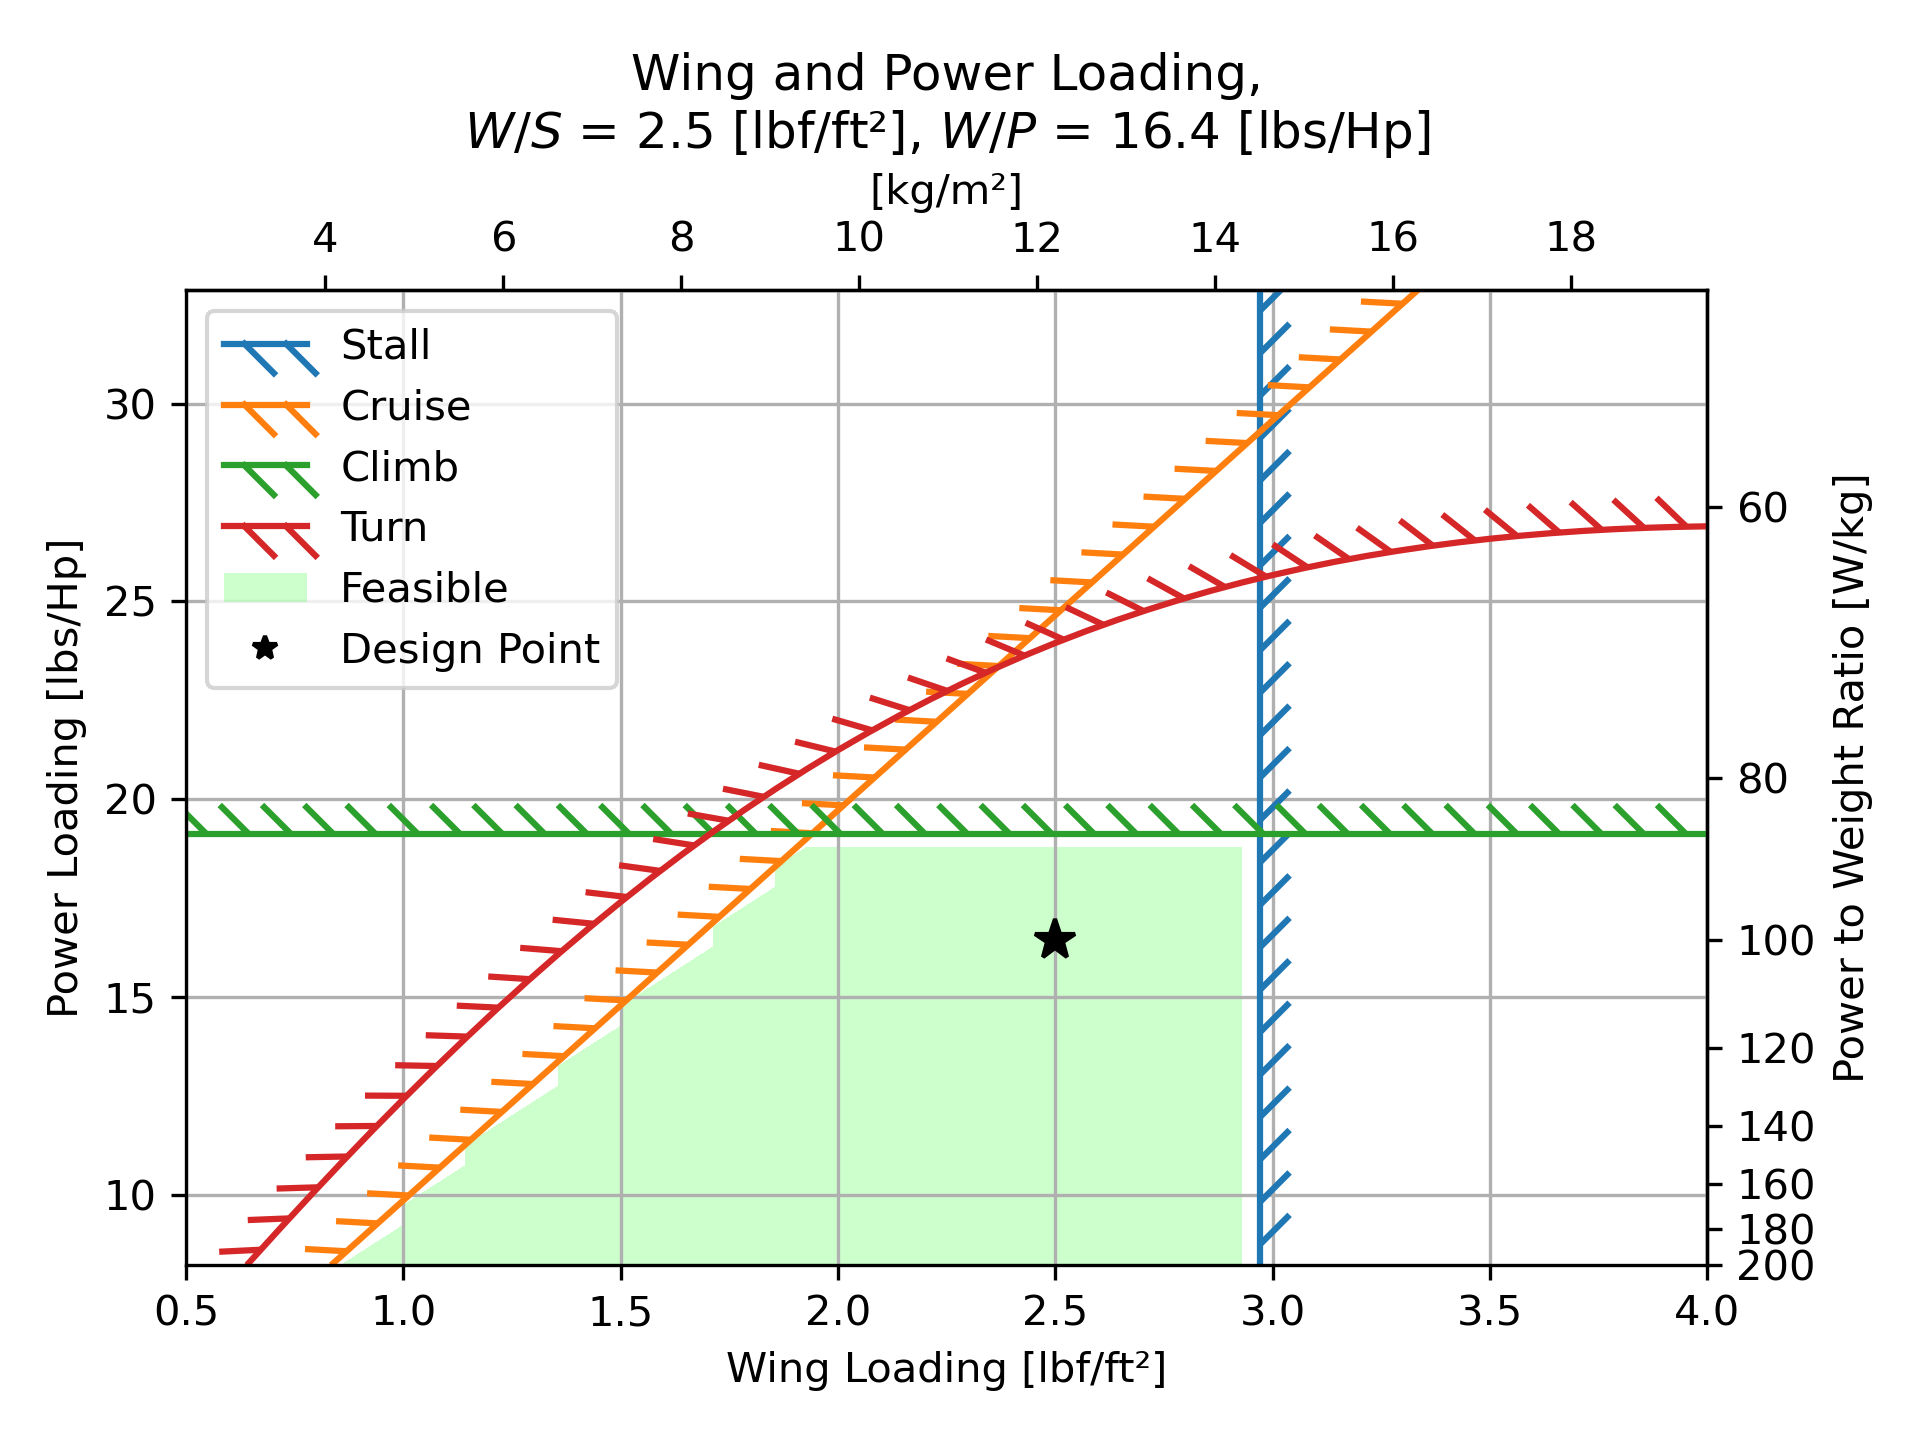 Wing and Power Loading,
W/S = 2.5 [lbf/ft²], W/P = 16.4 [lbs/Hp]
[kg/m²]
4 6 8 10 12 14 16 18
Stall
Cruise
Climb
Turn
Feasible
Design Point
Power Loading [lbs/Hp]
30
25
20
15
10
60
80
100
120
140
160
180
200
Power to Weight Ratio [W/kg]
0.5 1.0 1.5 2.0 2.5 3.0 3.5 4.0
Wing Loading [lbf/ft²]